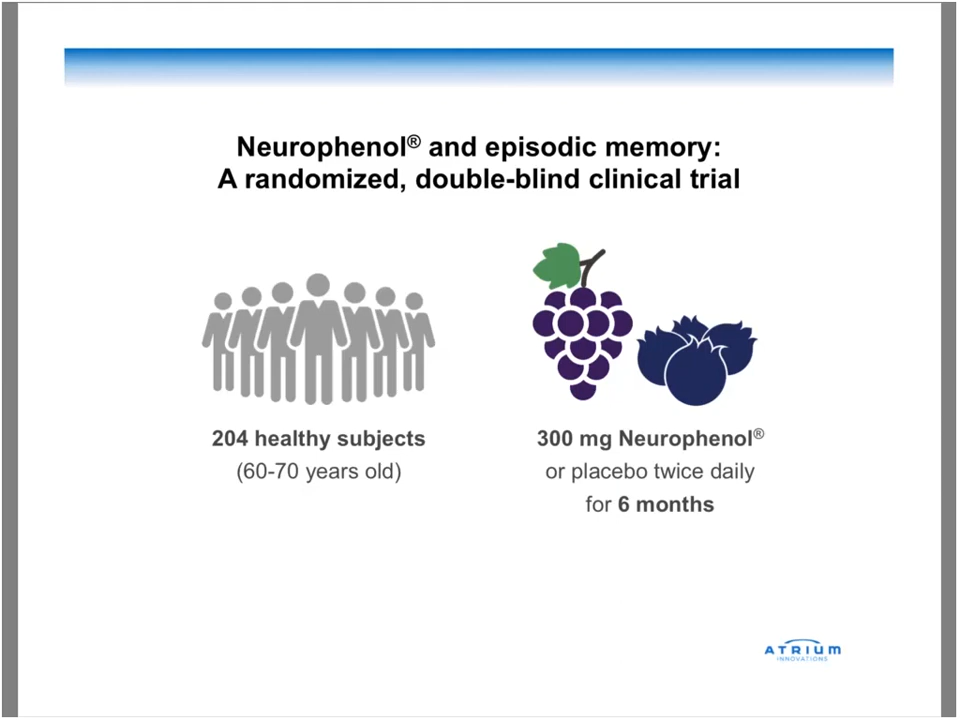 Neurophenol® and episodic memory:
A randomized, double-blind clinical trial
204 healthy subjects
(60-70 years old)
300 mg Neurophenol®
or placebo twice daily
for 6 months
ATRIUM
INNOVATIONS